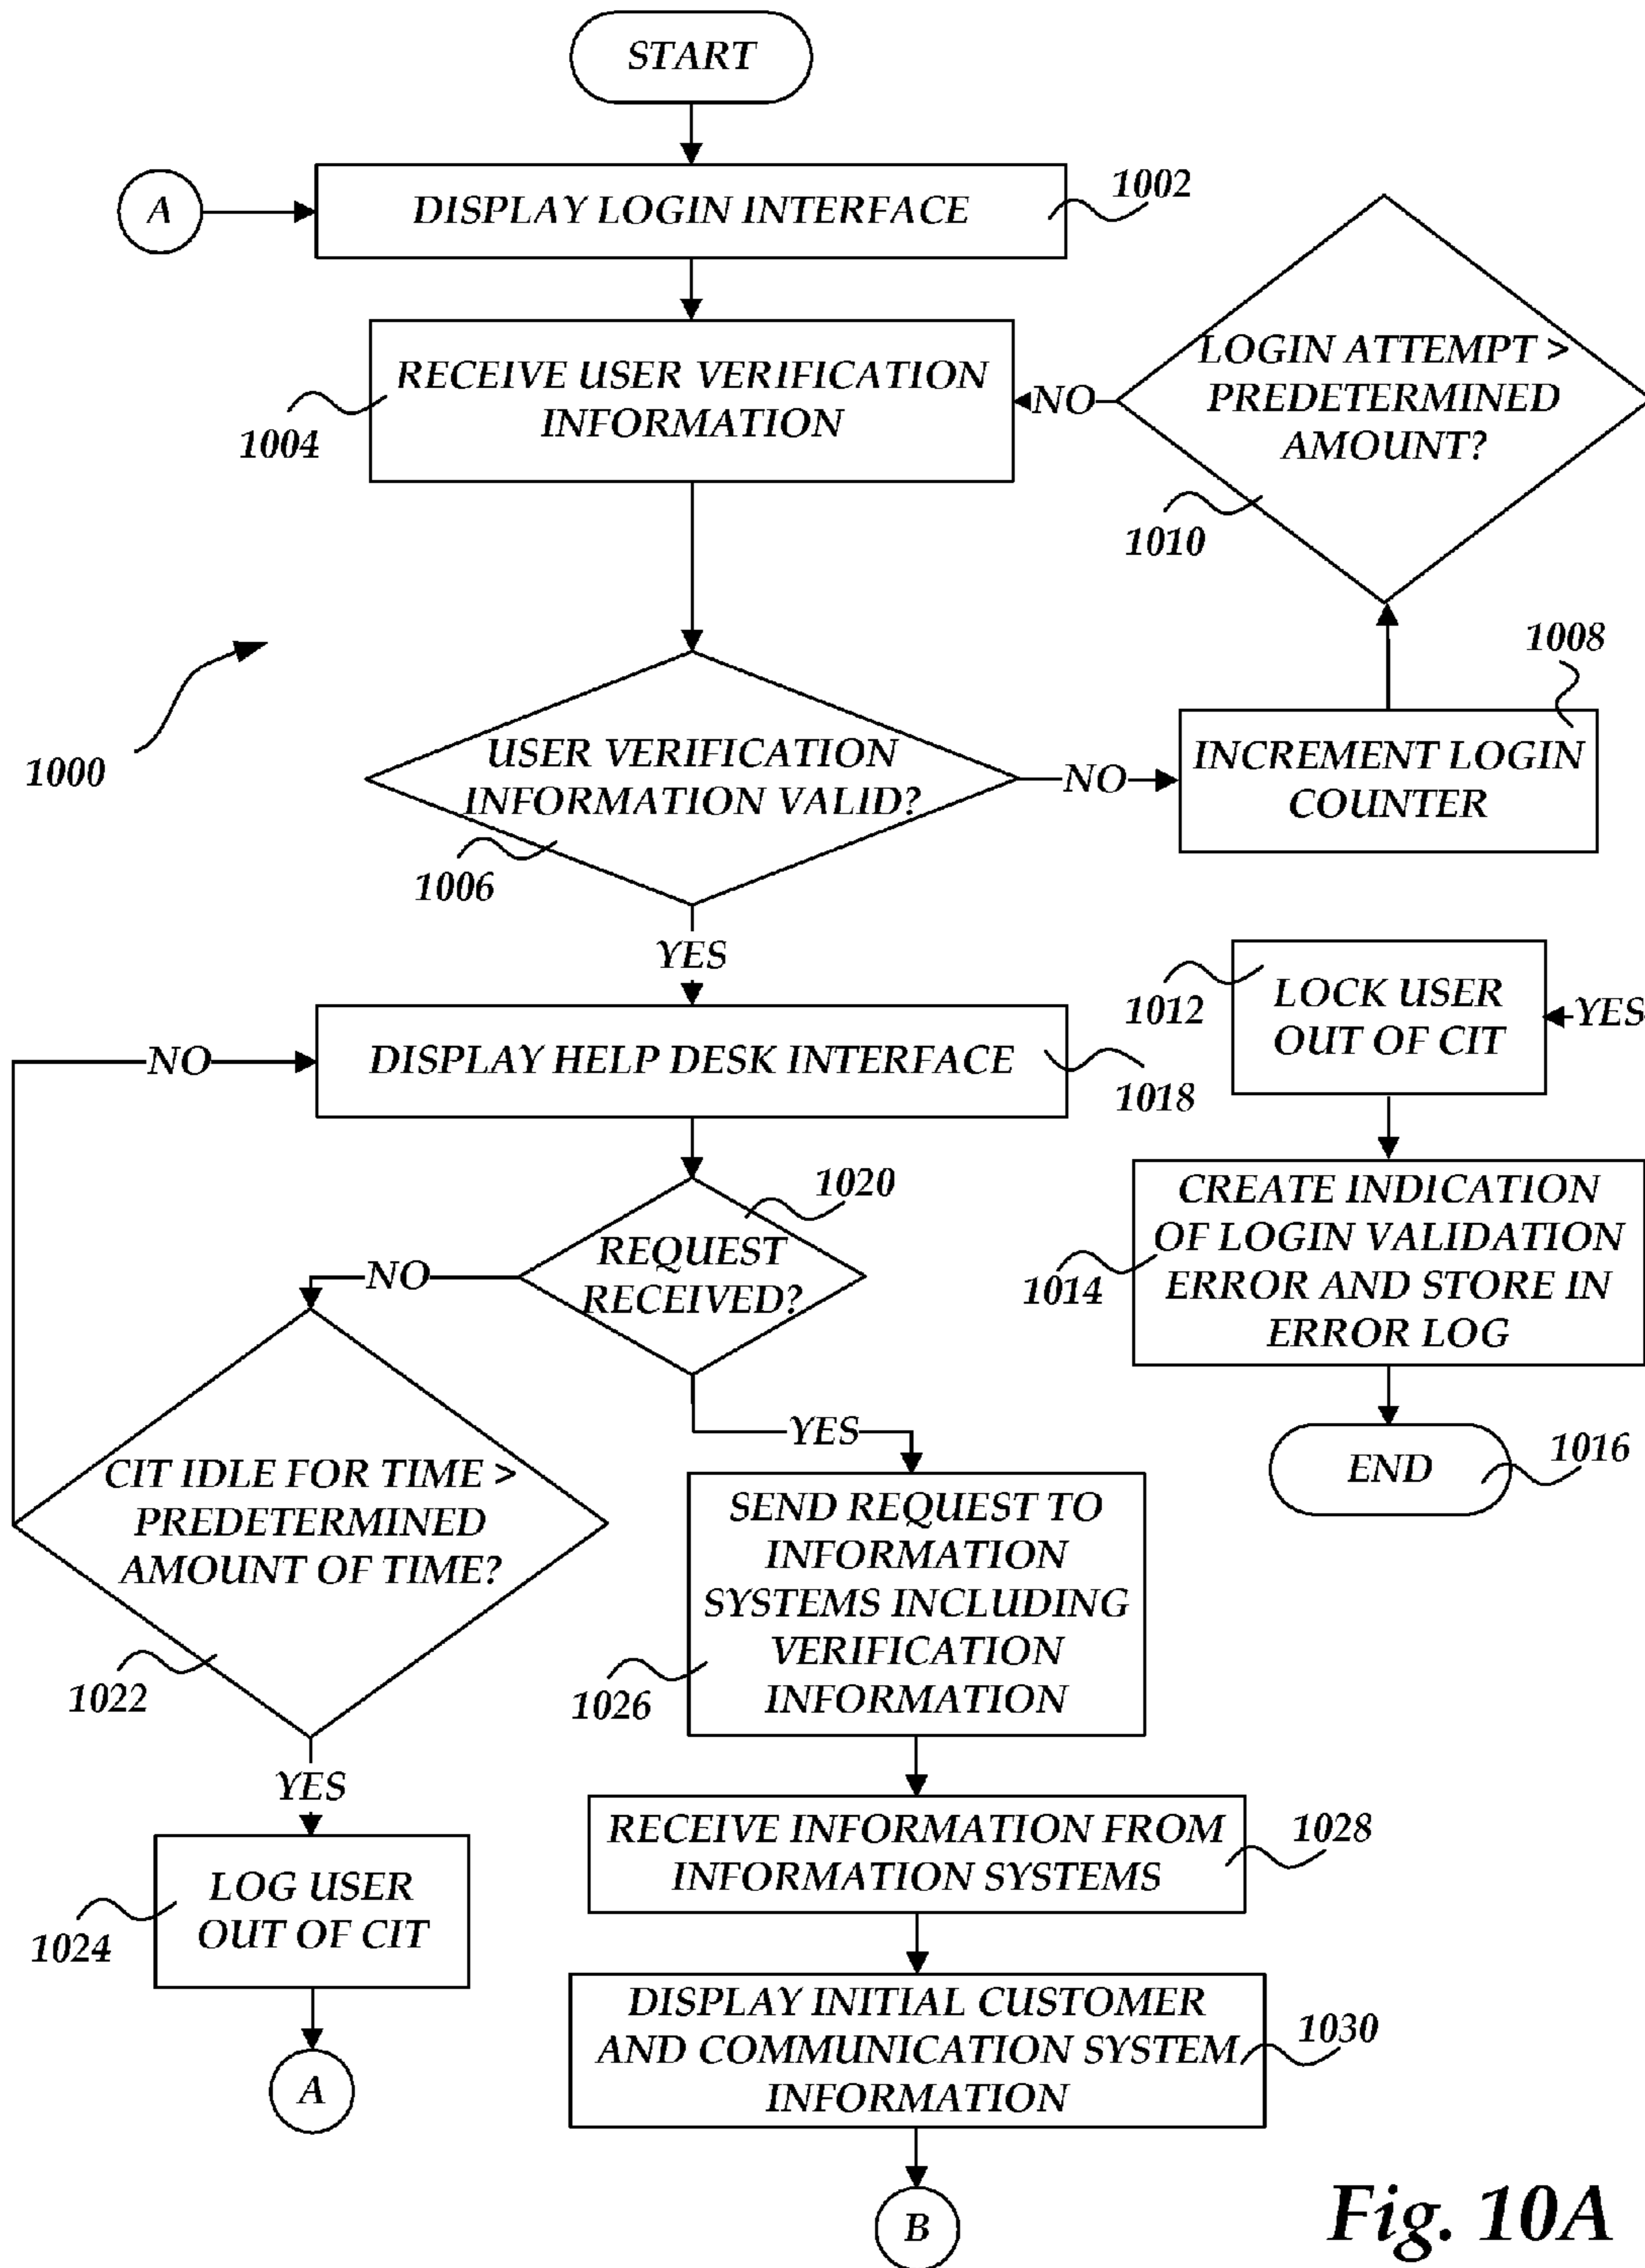 START
A
DISPLAY LOGIN INTERFACE
1002
RECEIVE USER VERIFICATION
INFORMATION
1004
NO
LOGIN ATTEMPT >
PREDETERMINED
AMOUNT?
1010
1008
INCREMENT LOGIN
COUNTER
NO
USER VERIFICATION
INFORMATION VALID?
1006
1000
YES
1012
LOCK USER
OUT OF CIT
YES
NO
DISPLAY HELP DESK INTERFACE
1018
CREATE INDICATION
OF LOGIN VALIDATION
ERROR AND STORE IN
ERROR LOG
1014
END
1016
1020
REQUEST
RECEIVED?
NO
CIT IDLE FOR TIME >
PREDETERMINED
AMOUNT OF TIME?
1022
YES
LOG USER
OUT OF CIT
1024
A
YES
SEND REQUEST TO
INFORMATION
SYSTEMS INCLUDING
VERIFICATION
INFORMATION
1026
RECEIVE INFORMATION FROM
INFORMATION SYSTEMS
1028
DISPLAY INITIAL CUSTOMER
AND COMMUNICATION SYSTEM
INFORMATION
1030
B
Fig. 10A